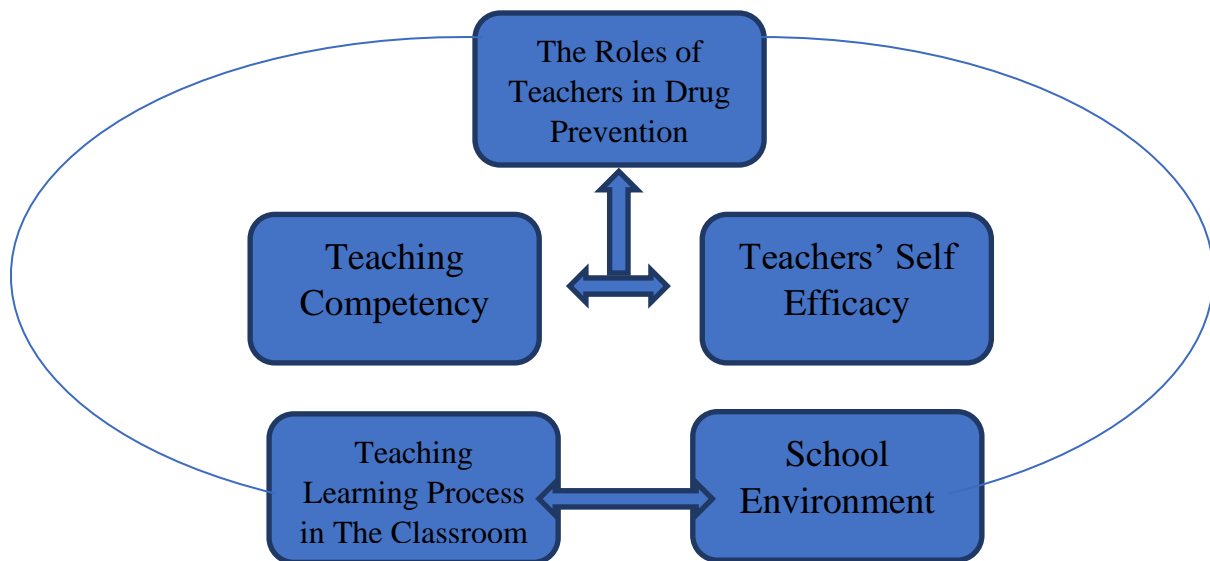 The Roles of
Teachers in Drug
Prevention
Teaching
Competency
Teachers’ Self
Efficacy
Teaching
Learning Process
in The Classroom
School
Environment